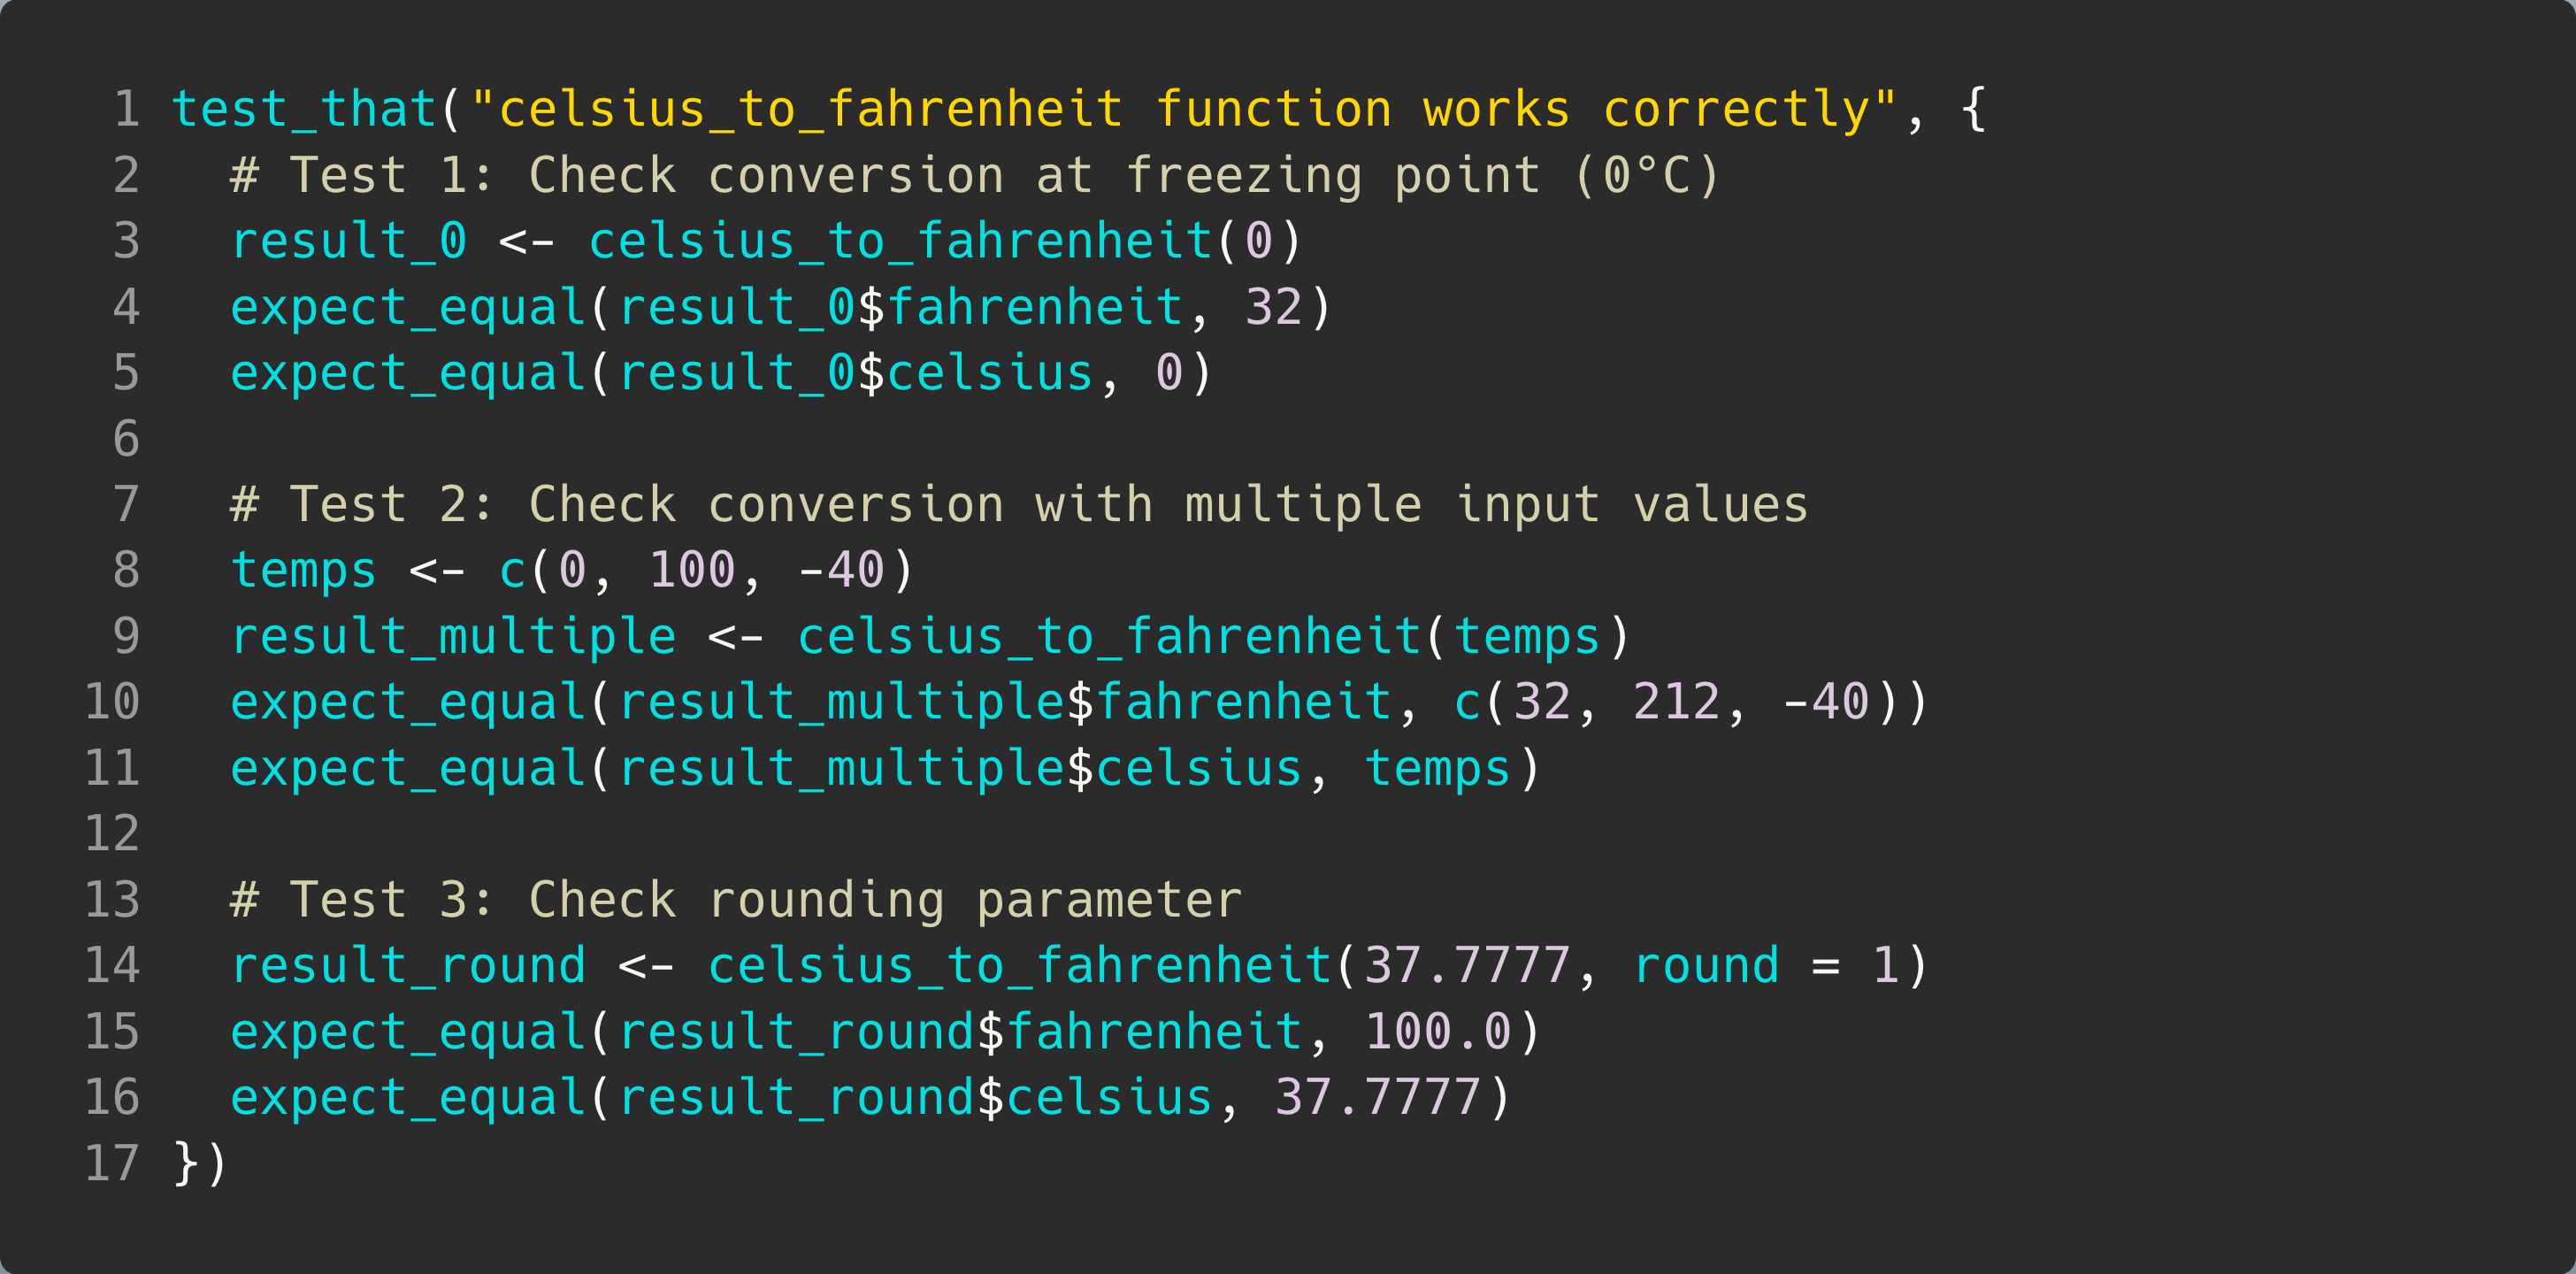 1 test_that("celsius_to_fahrenheit function works correctly", {
2   # Test 1: Check conversion at freezing point (0°C)
3   result_0 <- celsius_to_fahrenheit(0)
4   expect_equal(result_0$fahrenheit, 32)
5   expect_equal(result_0$celsius, 0)
6
7   # Test 2: Check conversion with multiple input values
8   temps <- c(0, 100, -40)
9   result_multiple <- celsius_to_fahrenheit(temps)
10   expect_equal(result_multiple$fahrenheit, c(32, 212, -40))
11   expect_equal(result_multiple$celsius, temps)
12
13   # Test 3: Check rounding parameter
14   result_round <- celsius_to_fahrenheit(37.7777, round = 1)
15   expect_equal(result_round$fahrenheit, 100.0)
16   expect_equal(result_round$celsius, 37.7777)
17 })